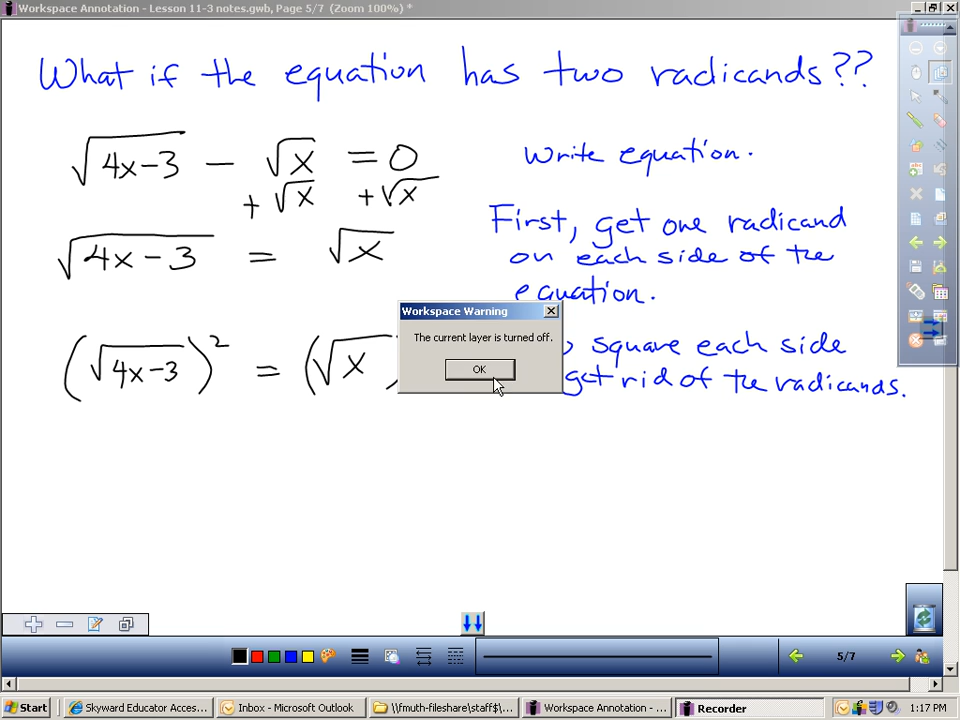 Workspace Annotation - Lesson 11-3 notes.gwb, Page 5/7 (Zoom 100%) *
What if the equation has two radicands??
√4x-3 - √x = 0
+√x +√x
Write equation.
First, get one radicand
on each side of the
equation.
√4x-3 = √x
Workspace Warning
The current layer is turned off.
OK
(√4x-3)² = (√x
square each side
get rid of the radicands.
5/7
Start
Skyward Educator Acces...
Inbox - Microsoft Outlook
\\fmuth-fileshare\staff$\...
Workspace Annotation - ...
Recorder
1:17 PM